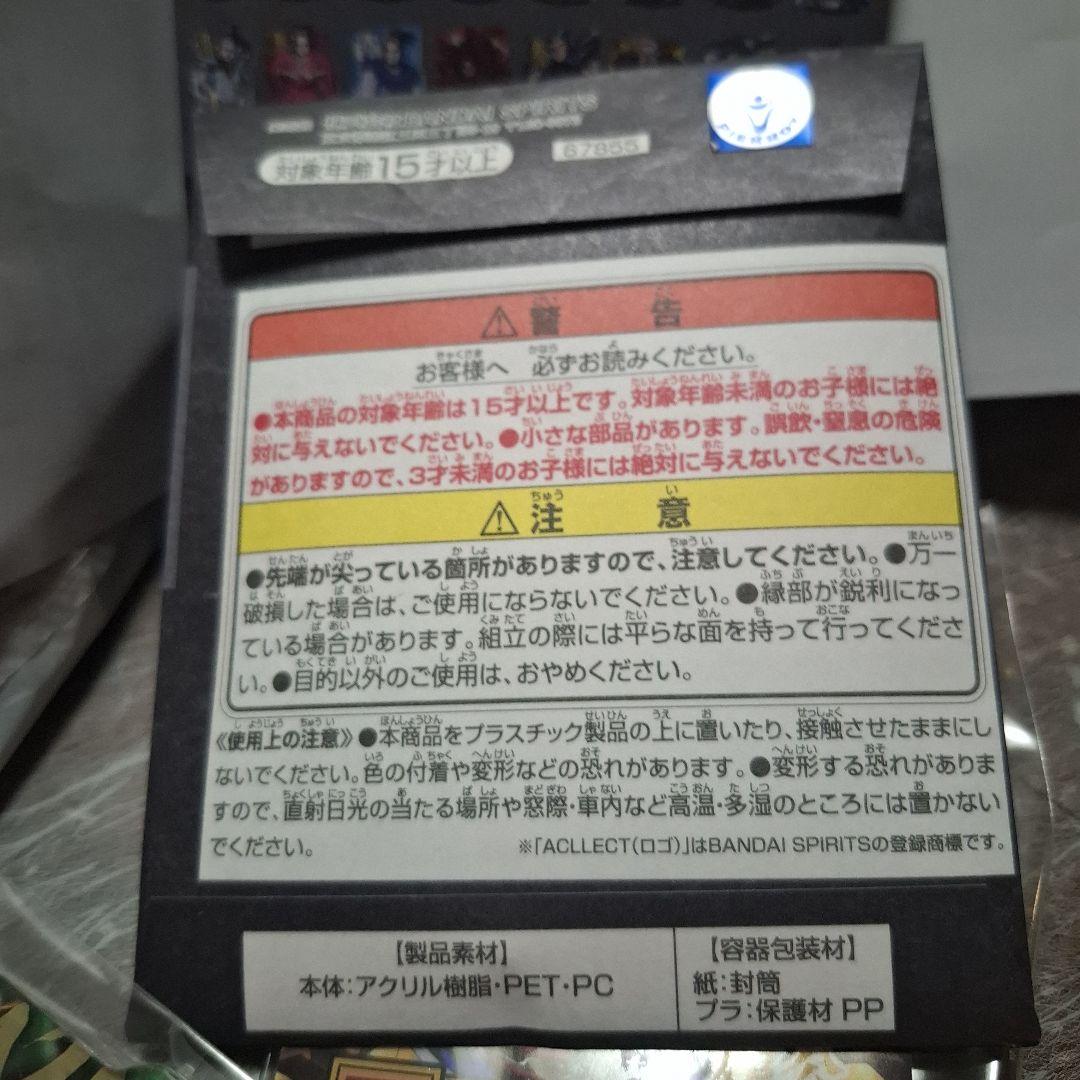 BANDAI SPIRITS
対象年齢15才以上
67855
警告
お客様へ 必ずお読みください。
●本商品の対象年齢は15才以上です。対象年齢未満のお子様には絶
対に与えないでください。●小さな部品があります。誤飲・窒息の危険
がありますので、3才未満のお子様には絶対に与えないでください。
注意
●先端が尖っている箇所がありますので、注意してください。●万一
破損した場合は、ご使用にならないでください。●縁部が鋭利になっ
ている場合があります。組立の際には平らな面を持って行ってくださ
い。●目的以外のご使用は、おやめください。
《使用上の注意》●本商品をプラスチック製品の上に置いたり、接触させたままにし
ないでください。色の付着や変形などの恐れがあります。●変形する恐れがありま
すので、直射日光の当たる場所や窓際・車内など高温・多湿のところには置かない
でください。
※「ACLLECT(ロゴ)」はBANDAI SPIRITSの登録商標です。
【製品素材】
本体:アクリル樹脂・PET・PC
【容器包装材】
紙:封筒
プラ:保護材 PP